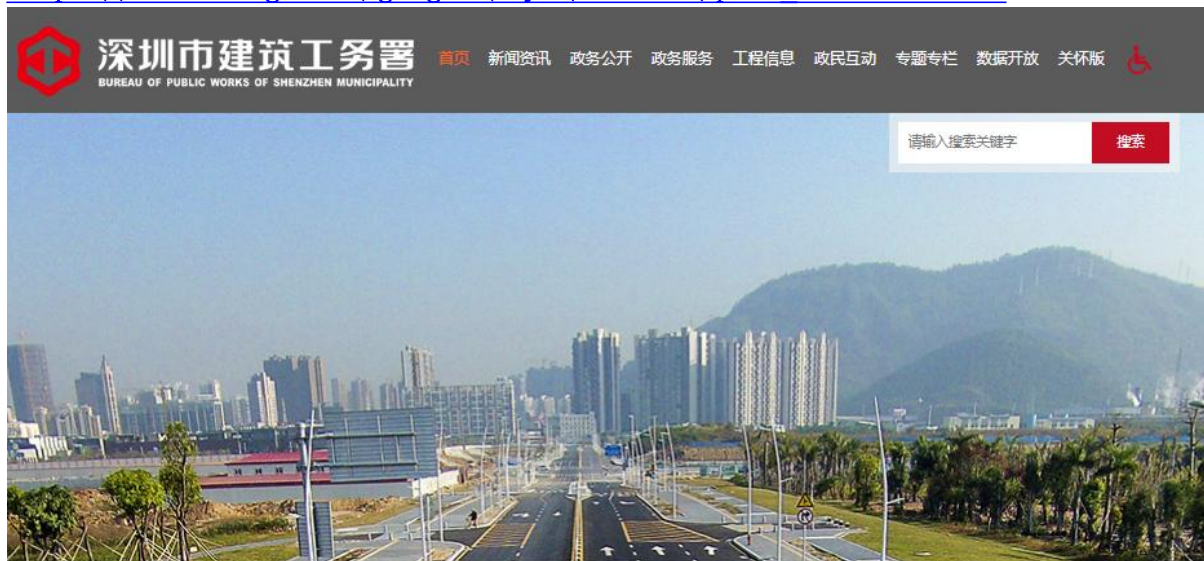 深圳市建筑工务署
BUREAU OF PUBLIC WORKS OF SHENZHEN MUNICIPALITY
首页 新闻资讯 政务公开 政务服务 工程信息 政民互动 专题专栏 数据开放 关怀版
请输入搜索关键字 搜索